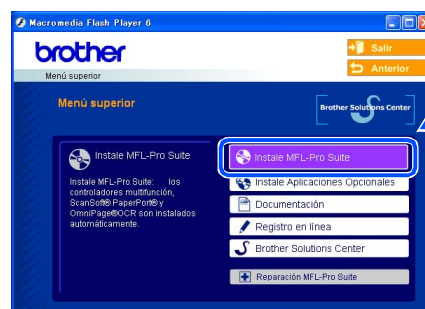 Macromedia Flash Player 6
brother
Salir
Anterior
Menú superior
Menú superior
Brother Solutions Center
Instale MFL-Pro Suite
Instale MFL-Pro Suite: los
controladores multifunción,
ScanSoft® PaperPort® y
OmniPage®OCR son instalados
automáticamente.
Instale MFL-Pro Suite
Instale Aplicaciones Opcionales
Documentación
Registro en línea
Brother Solutions Center
Reparación MFL-Pro Suite